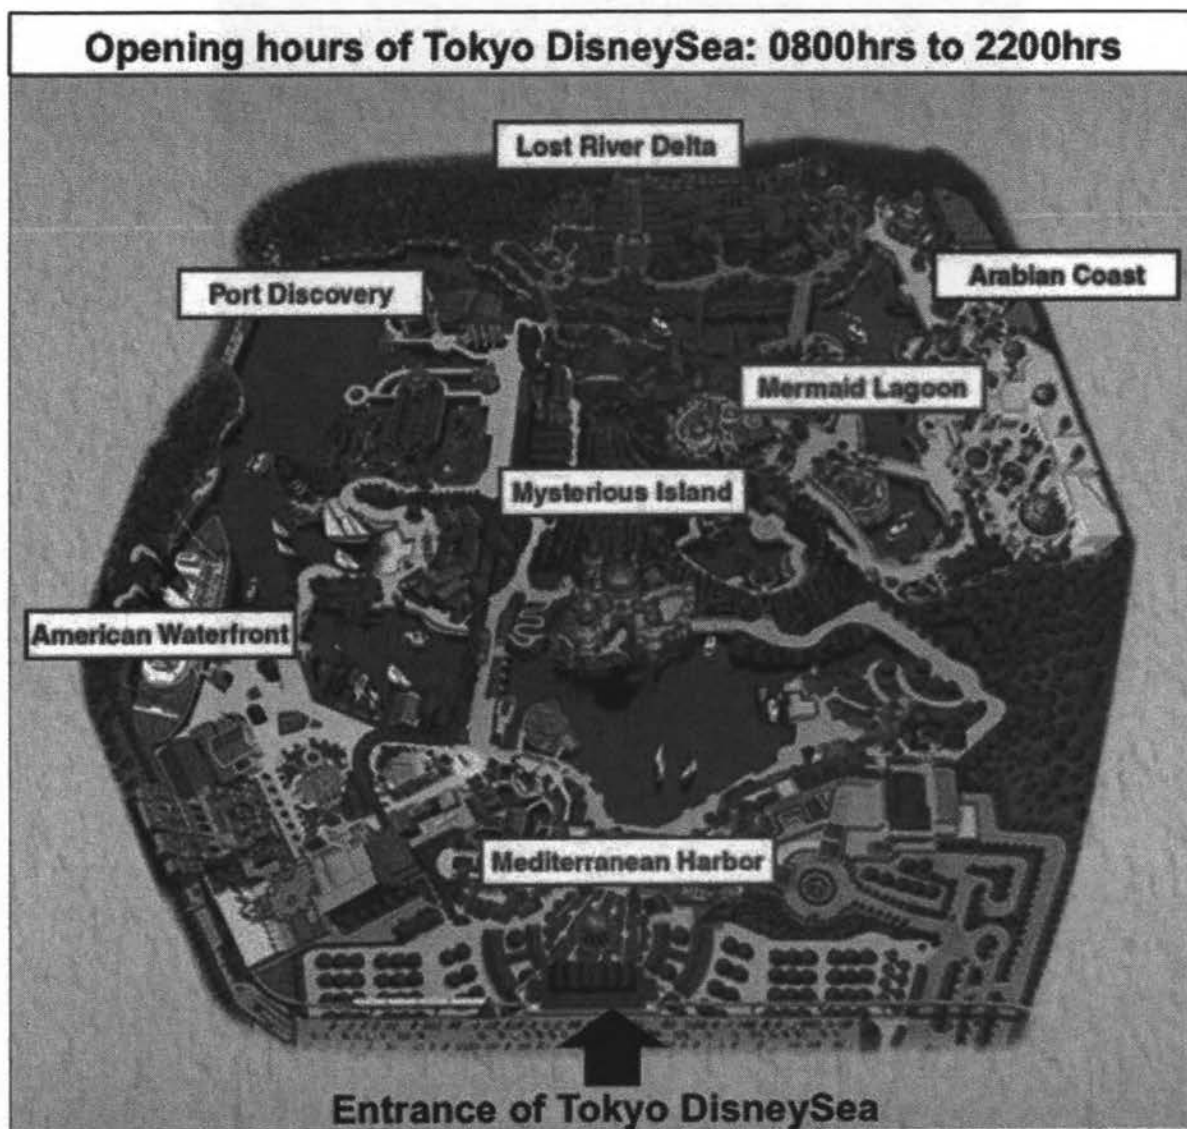 Opening hours of Tokyo DisneySea: 0800hrs to 2200hrs
Lost River Delta
Arabian Coast
Port Discovery
Mermaid Lagoon
Mysterious Island
American Waterfront
Mediterranean Harbor
Entrance of Tokyo DisneySea